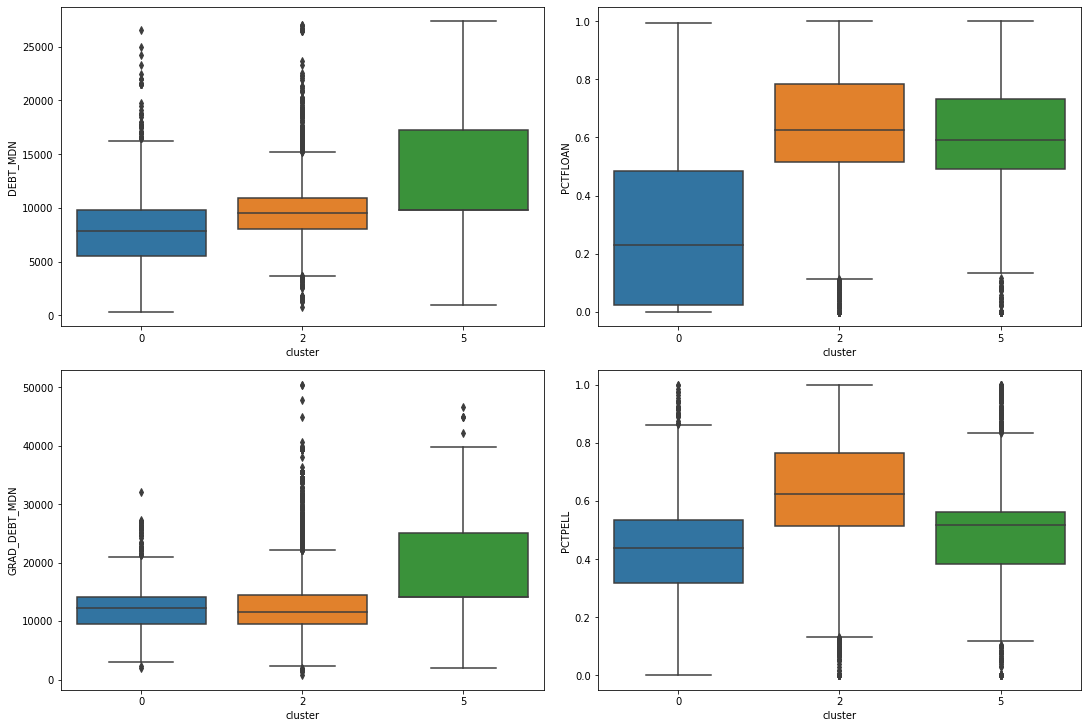 25000
20000
15000
10000
5000
0
DEBT_MDN
0 2 5
cluster
1.0
0.8
0.6
0.4
0.2
0.0
PCTFLOAN
0 2 5
cluster
50000
40000
30000
20000
10000
0
GRAD_DEBT_MDN
0 2 5
cluster
1.0
0.8
0.6
0.4
0.2
0.0
PCTPELL
0 2 5
cluster